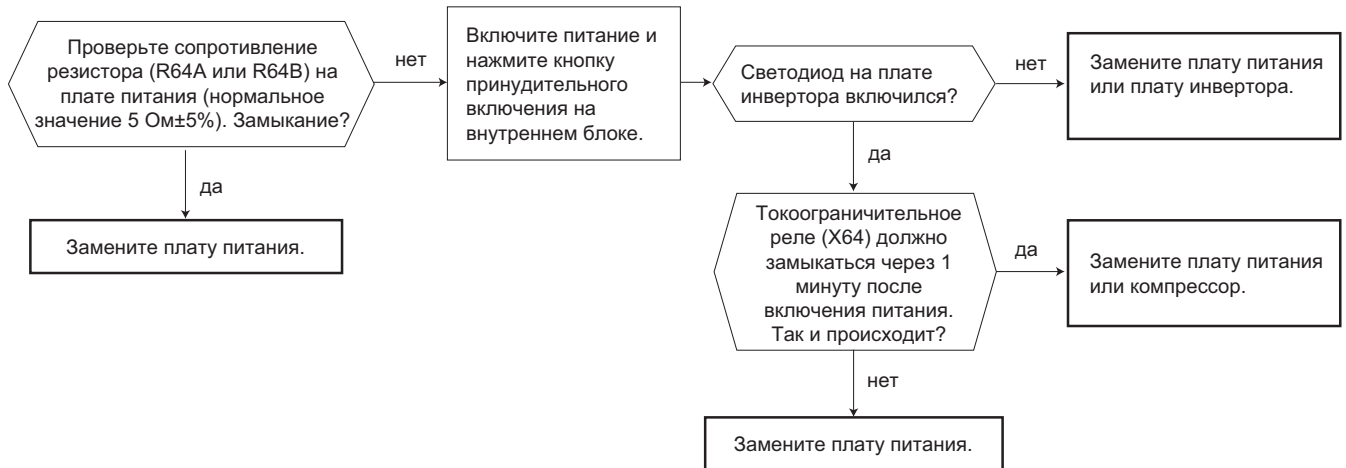 Проверьте сопротивление
резистора (R64A или R64B) на
плате питания (нормальное
значение 5 Ом±5%). Замыкание?
нет
Включите питание и
нажмите кнопку
принудительного
включения на
внутреннем блоке.
Светодиод на плате
инвертора включился?
нет
Замените плату питания
или плату инвертора.
да
Замените плату питания.
да
Токоограничительное
реле (X64) должно
замыкаться через 1
минуту после
включения питания.
Так и происходит?
да
Замените плату питания
или компрессор.
нет
Замените плату питания.